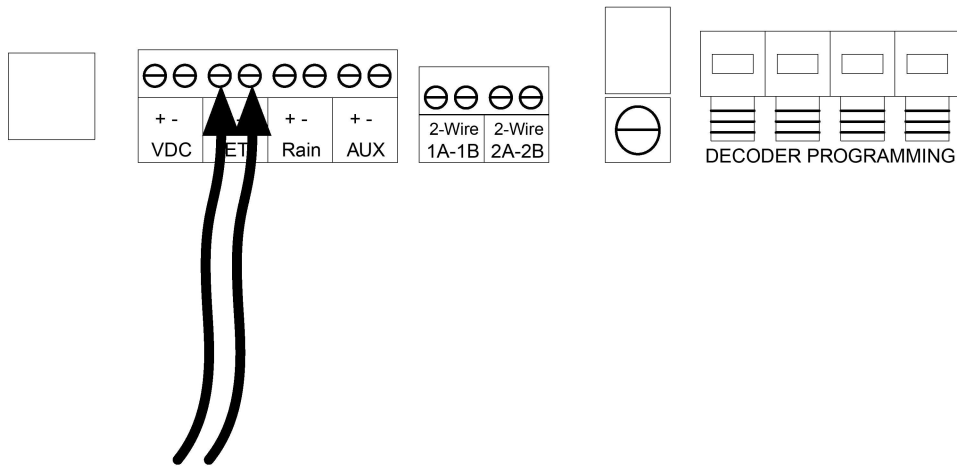 + - + - + -
VDC ET Rain AUX
2-Wire 2-Wire
1A-1B 2A-2B
DECODER PROGRAMMING